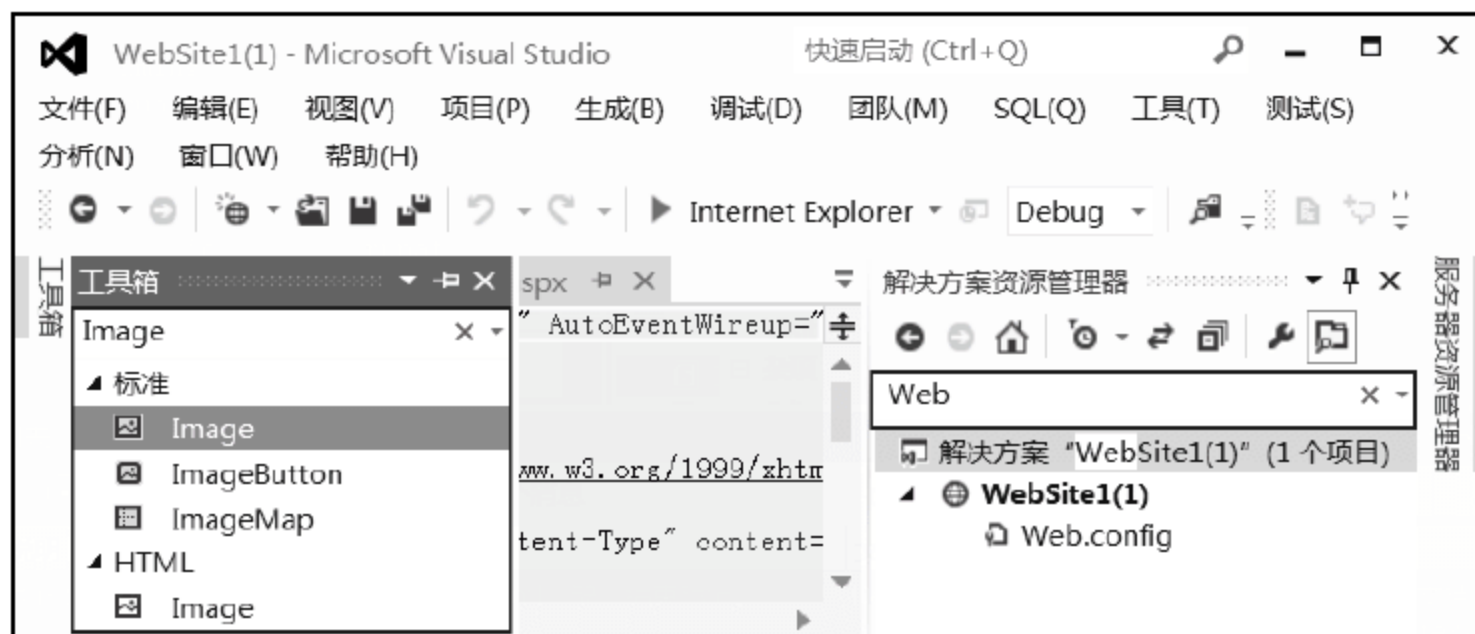 WebSite1(1) - Microsoft Visual Studio 快速启动 (Ctrl+Q)
文件(F) 编辑(E) 视图(V) 项目(P) 生成(B) 调试(D) 团队(M) SQL(Q) 工具(T) 测试(S)
分析(N) 窗口(W) 帮助(H)
Internet Explorer Debug
工具箱
工具箱
Image
标准
Image
ImageButton
ImageMap
HTML
Image
spx
" AutoEventWireup="
ww.w3.org/1999/xhtm
tent-Type" content=
解决方案资源管理器
Web
解决方案 "WebSite1(1)" (1 个项目)
WebSite1(1)
Web.config
服务器资源管理器